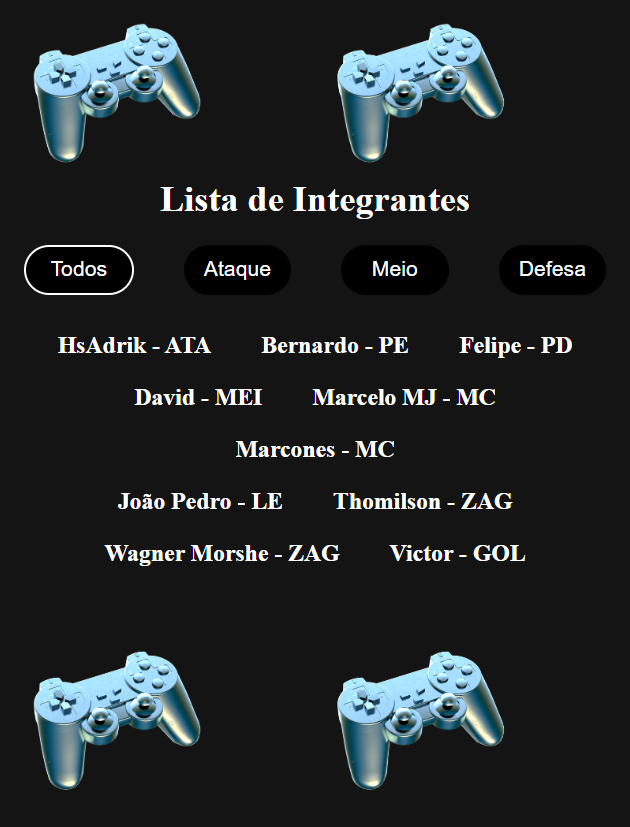 Lista de Integrantes
Todos Ataque Meio Defesa
HsAdrik - ATA Bernardo - PE Felipe - PD
David - MEI Marcelo MJ - MC
Marcones - MC
João Pedro - LE Thomilson - ZAG
Wagner Morshe - ZAG Victor - GOL